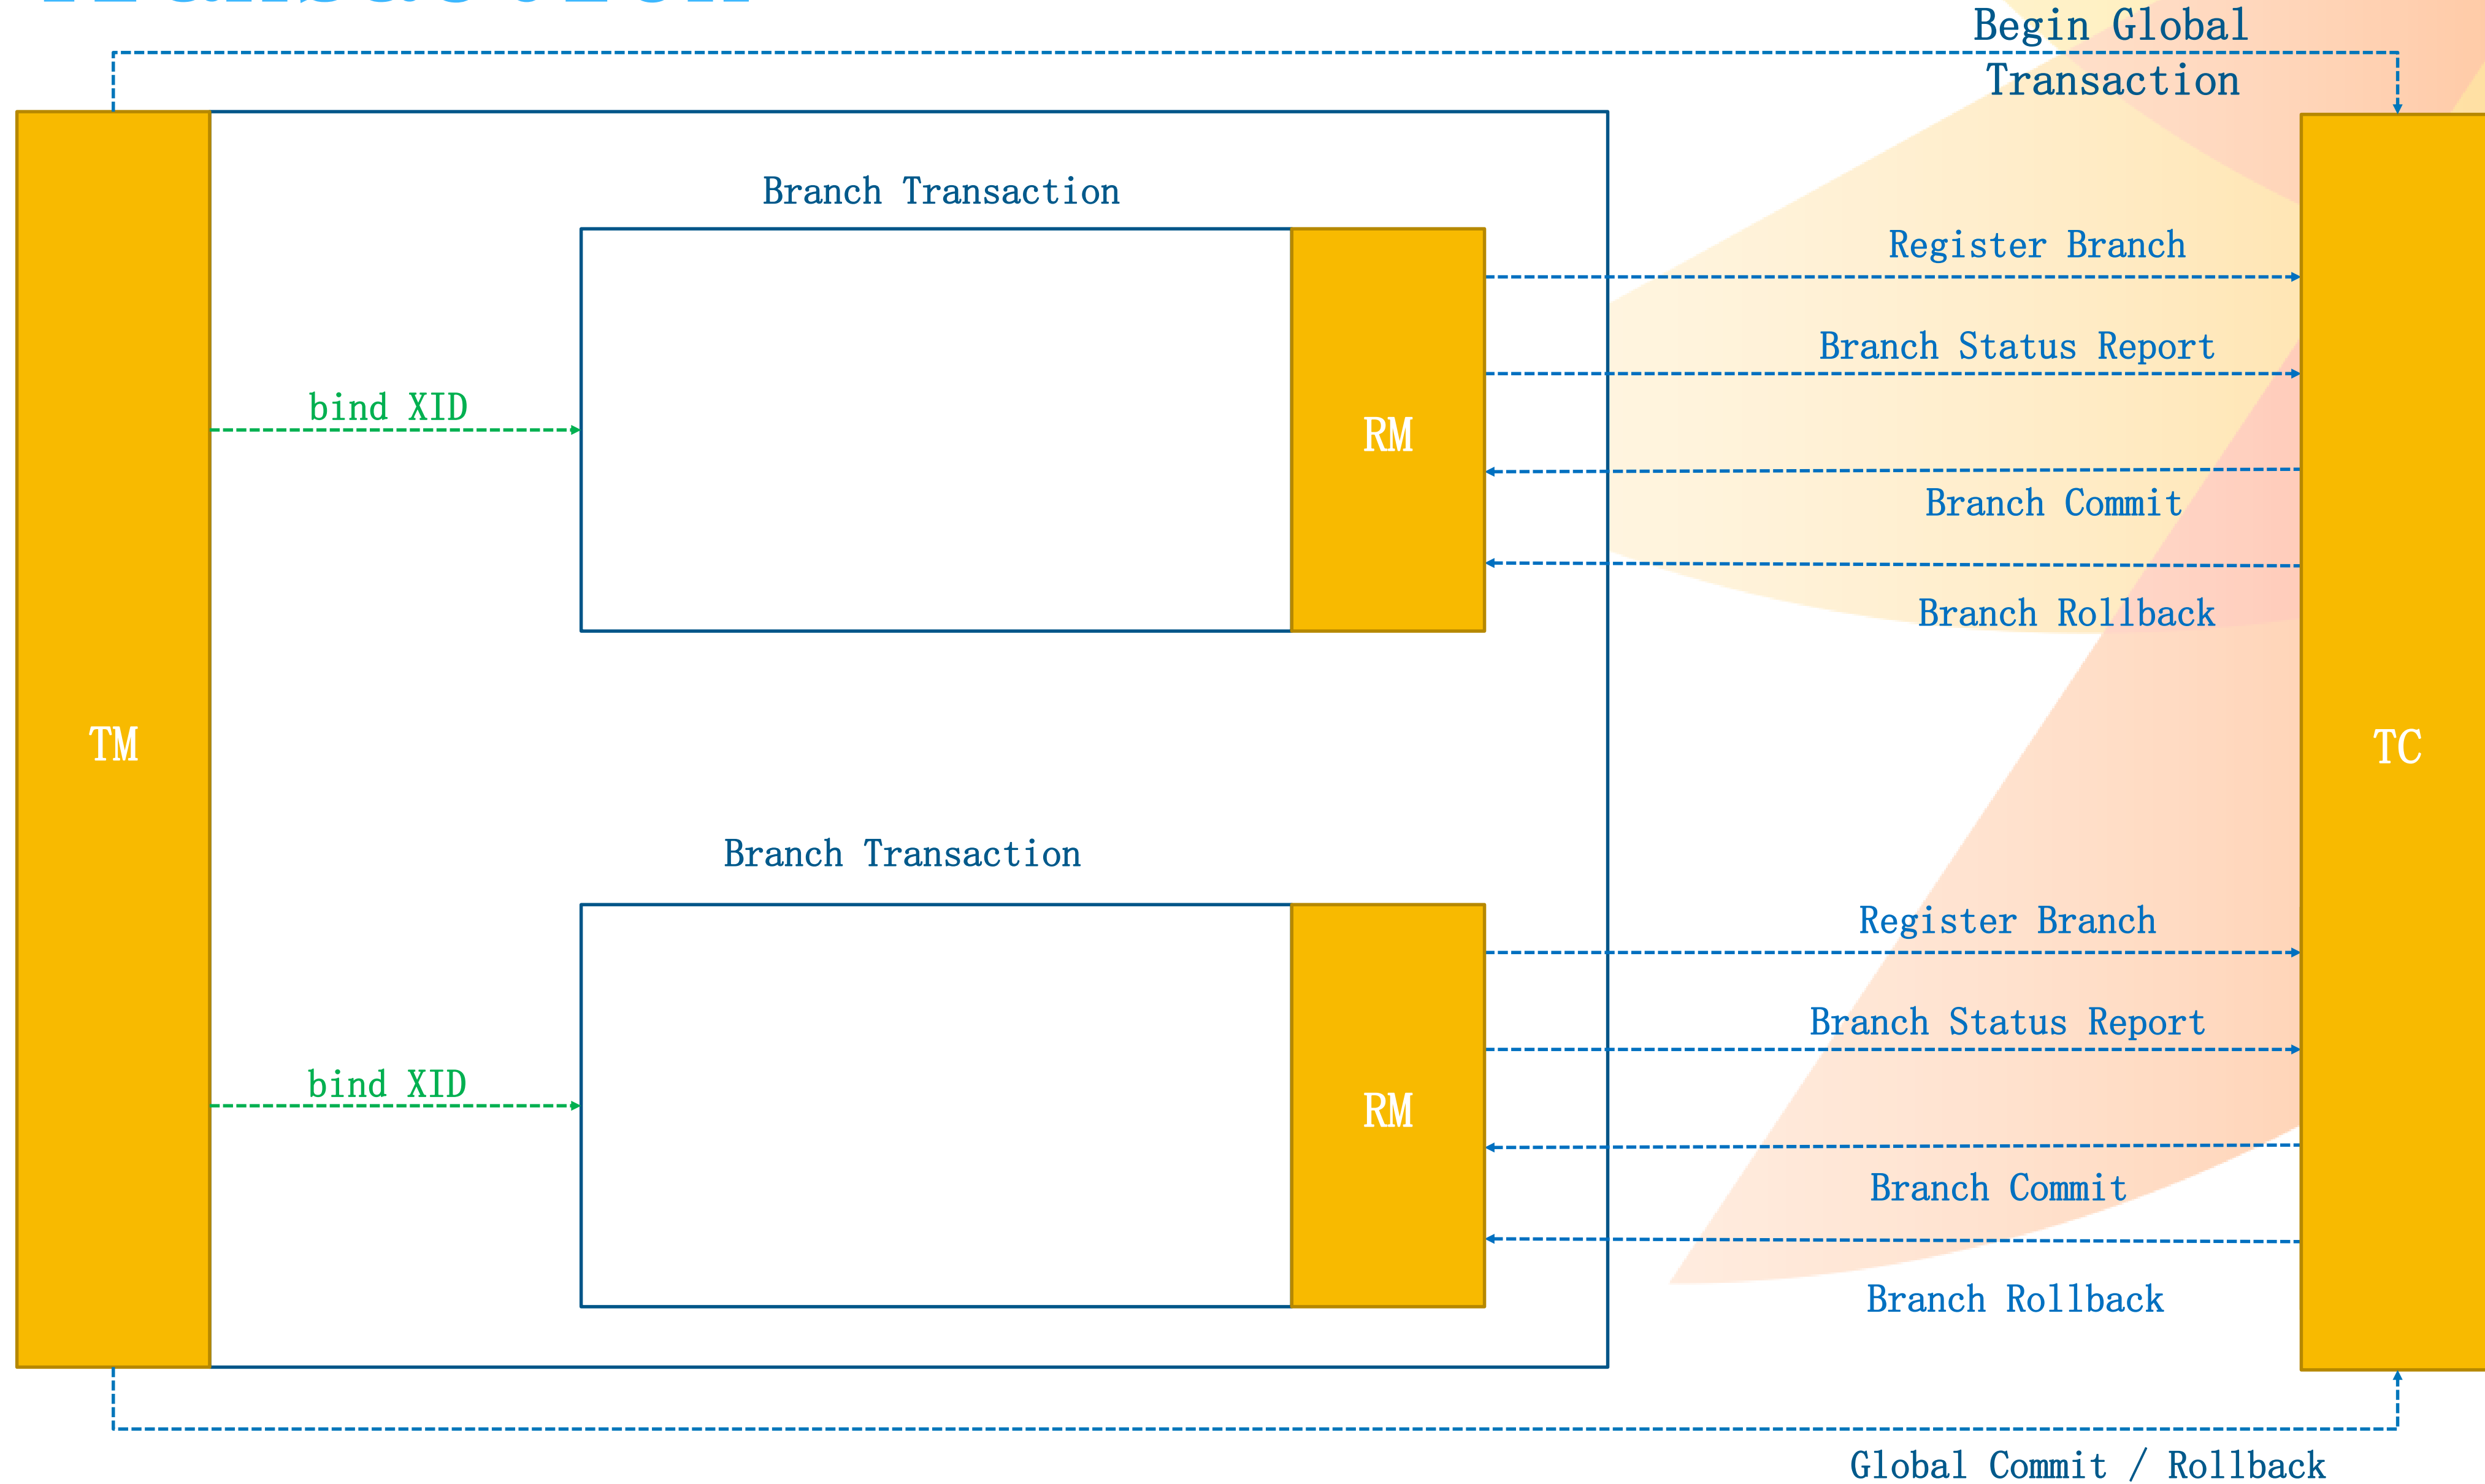 Begin Global
Transaction
Branch Transaction
Register Branch
Branch Status Report
bind XID
RM
Branch Commit
Branch Rollback
TM
TC
Branch Transaction
Register Branch
Branch Status Report
bind XID
RM
Branch Commit
Branch Rollback
Global Commit / Rollback